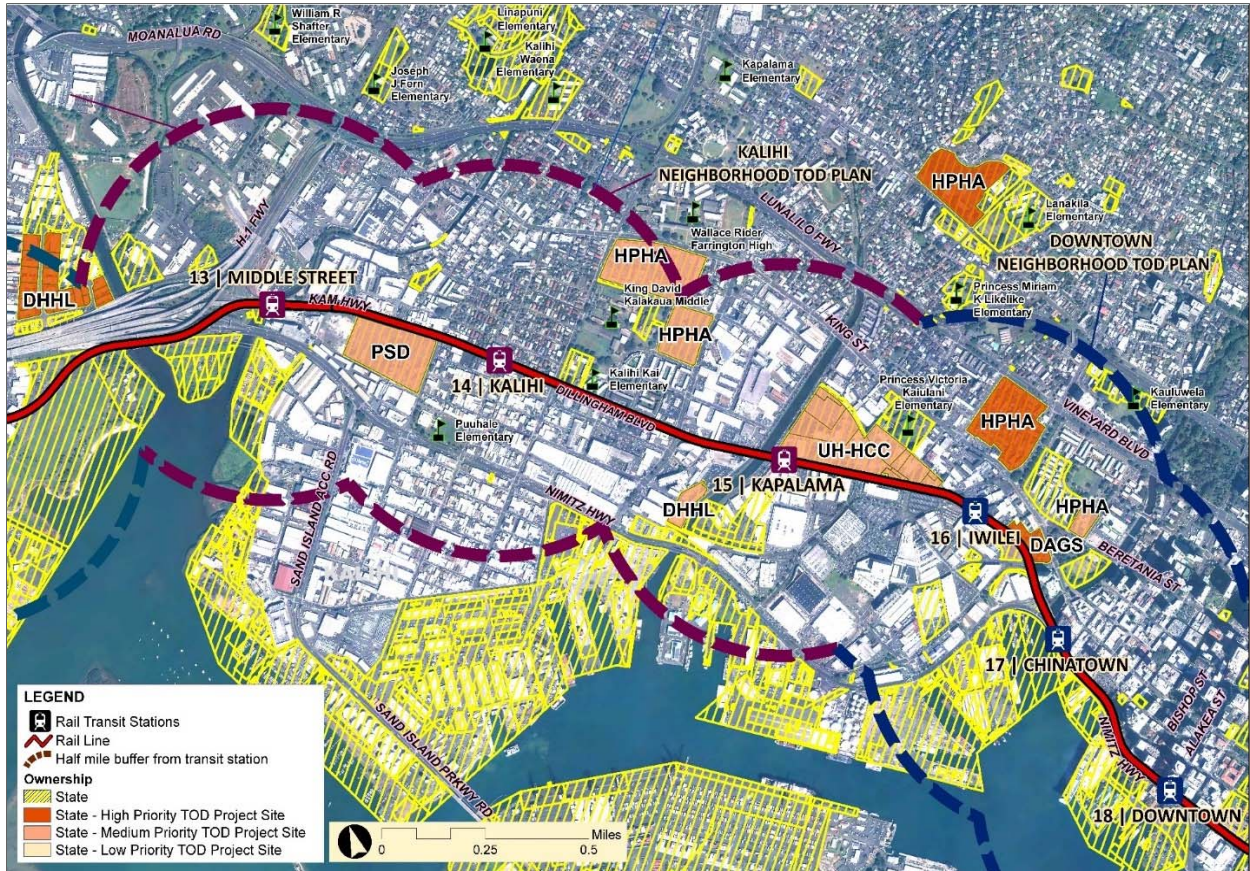 William R
Shafter
Elementary
Linapuni
Elementary
Kalihi
Waena
Elementary
MOANALUA RD
Joseph
J.Fern
Elementary
Kapalama
Elementary
KALIHI
NEIGHBORHOOD TOD PLAN
HPHA
Lanakila
Elementary
LUNALILO FWY
H-1 FWY
Wallace Rider
Farrington High
DOWNTOWN
NEIGHBORHOOD TOD PLAN
HPHA
13 | MIDDLE STREET
DHHL
KAM HWY
King David
Kalakaua Middle
Princess Miriam
K Likelike
Elementary
HPHA
KING ST
PSD
14 | KALIHI
Kalihi Kai
Elementary
DILLINGHAM BLVD
Princess Victoria
Kaiulani
Elementary
Kauluwela
Elementary
VINEYARD BLVD
HPHA
Puuhale
Elementary
UH-HCC
15 | KAPALAMA
SAND ISLAND ACC RD
NIMITZ HWY
DHHL
HPHA
16 | IWILEI
DAGS
BERETANIA ST
17 | CHINATOWN
BISHOP ST
ALAKEA ST
NIMITZ HWY
SAND ISLAND PRKWY RD
18 | DOWNTOWN
LEGEND
Rail Transit Stations
Rail Line
Half mile buffer from transit station
Ownership
State
State - High Priority TOD Project Site
State - Medium Priority TOD Project Site
State - Low Priority TOD Project Site
Miles
0 0.25 0.5